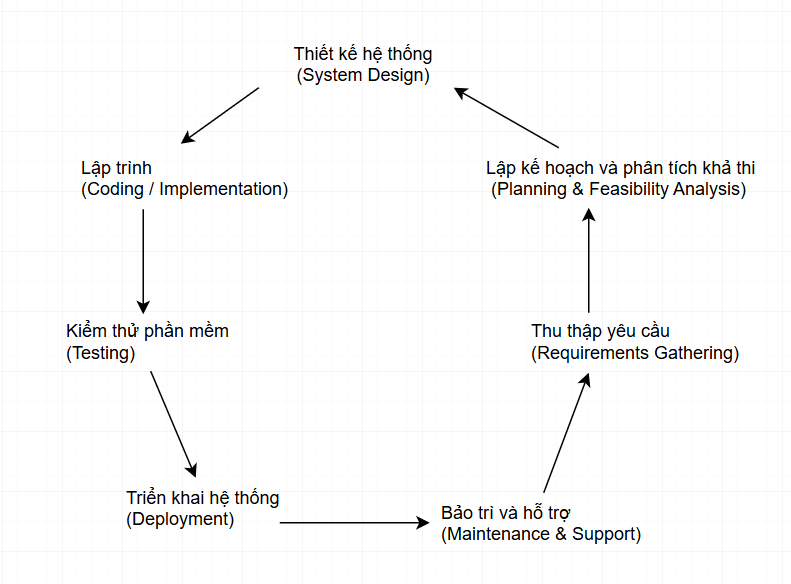 Thiết kế hệ thống
(System Design)
Lập trình
(Coding / Implementation)
Lập kế hoạch và phân tích khả thi
(Planning & Feasibility Analysis)
Kiểm thử phần mềm
(Testing)
Thu thập yêu cầu
(Requirements Gathering)
Triển khai hệ thống
(Deployment)
Bảo trì và hỗ trợ
(Maintenance & Support)